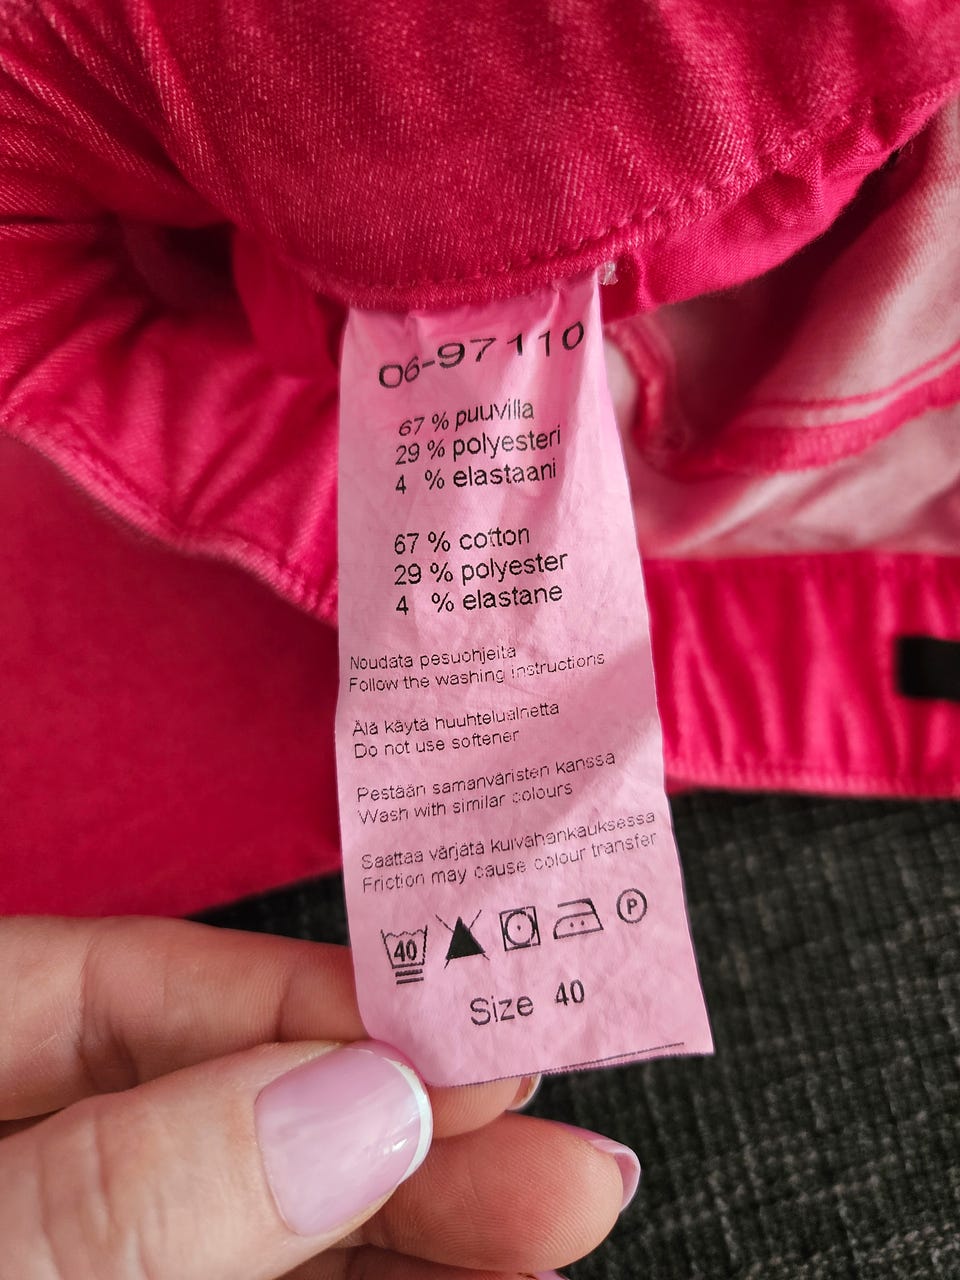 06-97110
67 % puuvilla
29 % polyesteri
4 % elastaani
67 % cotton
29 % polyester
4 % elastane
Noudata pesuohjeita
Follow the washing instructions
Älä käytä huuhteluainetta
Do not use softener
Pestään samanväristen kanssa
Wash with similar colours
Saattaa värjätä kuivahankauksessa
Friction may cause colour transfer
40 P
Size 40